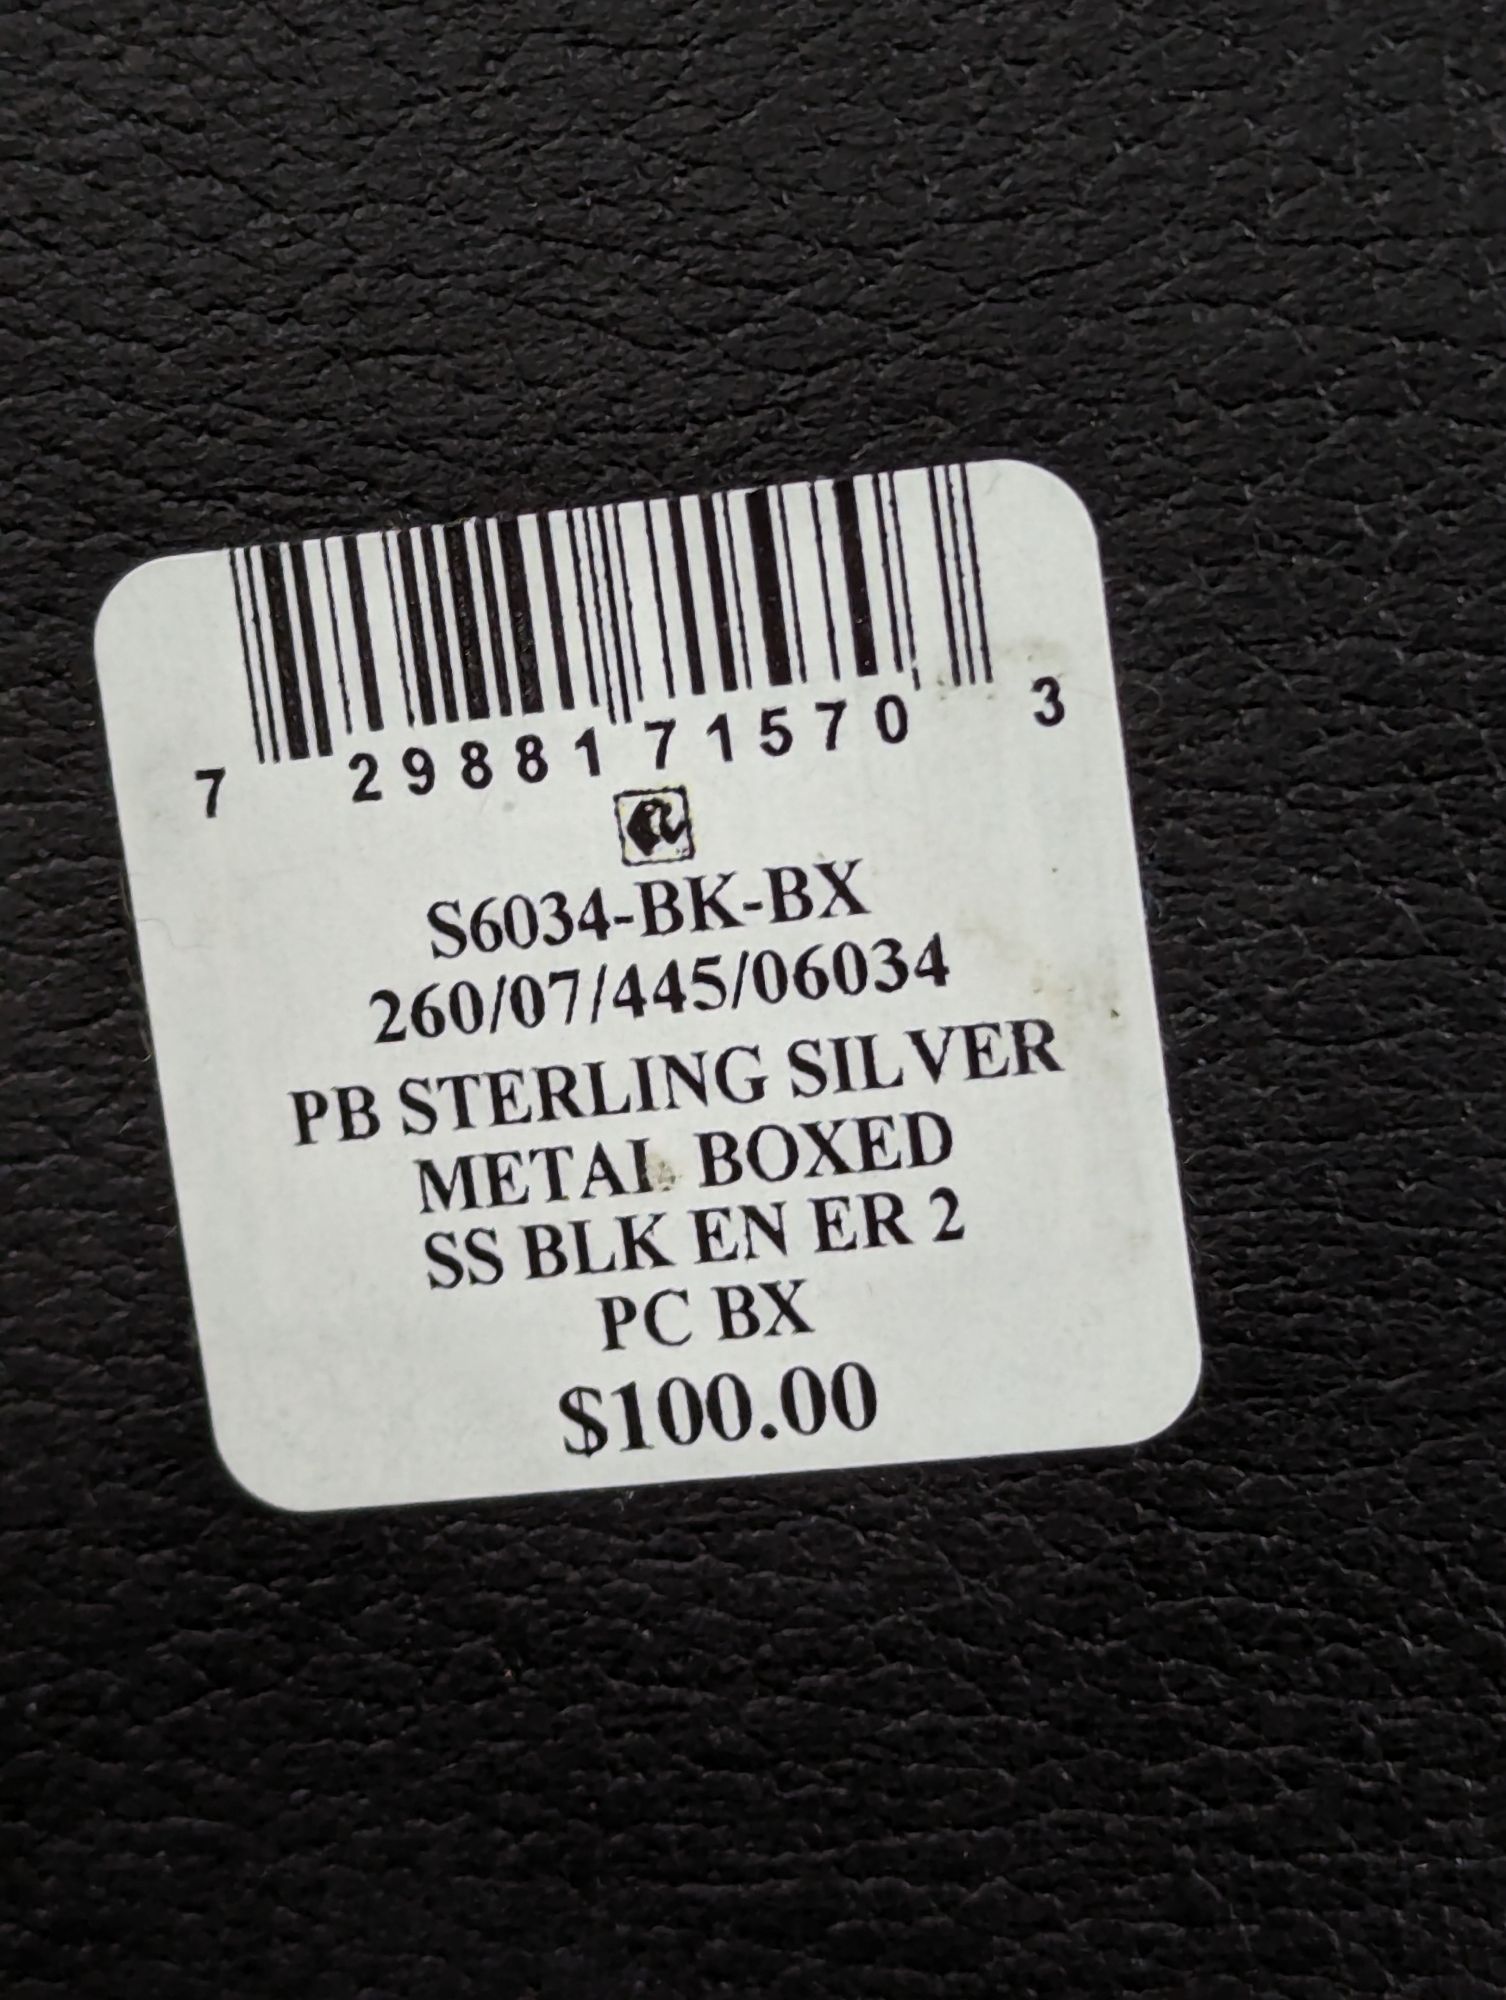 7 29881 71570 3
S6034-BK-BX
260/07/445/06034
PB STERLING SILVER
METAL BOXED
SS BLK EN ER 2
PC BX
$100.00